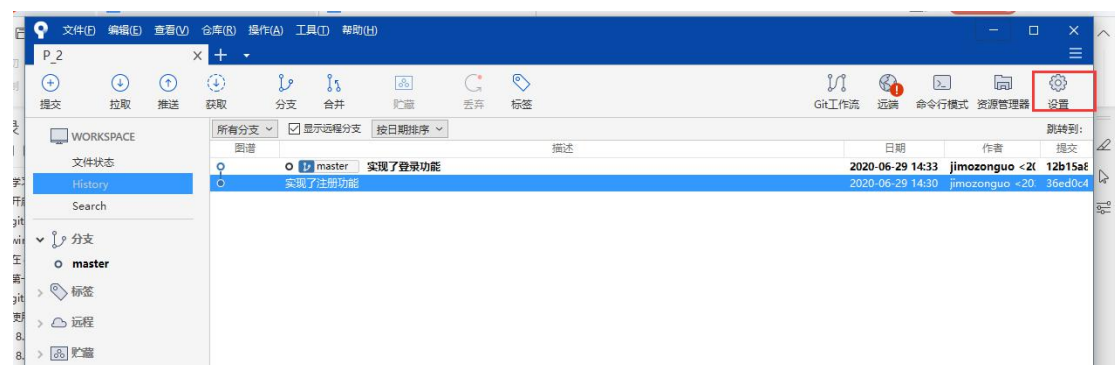 文件(F) 编辑(E) 查看(V) 仓库(R) 操作(A) 工具(T) 帮助(H)
P_2
提交 拉取 推送 获取 分支 合并 贮藏 丢弃 标签 Git工作流 远端 命令行模式 资源管理器 设置
WORKSPACE
文件状态
History
Search
分支
master
标签
远程
贮藏
所有分支 显示远程分支 按日期排序 跳转到:
图谱 描述 日期 作者 提交
master 实现了登录功能 2020-06-29 14:33 jimozonguo <20 12b15a8
实现了注册功能 2020-06-29 14:30 jimozonguo <20 36ed0c4